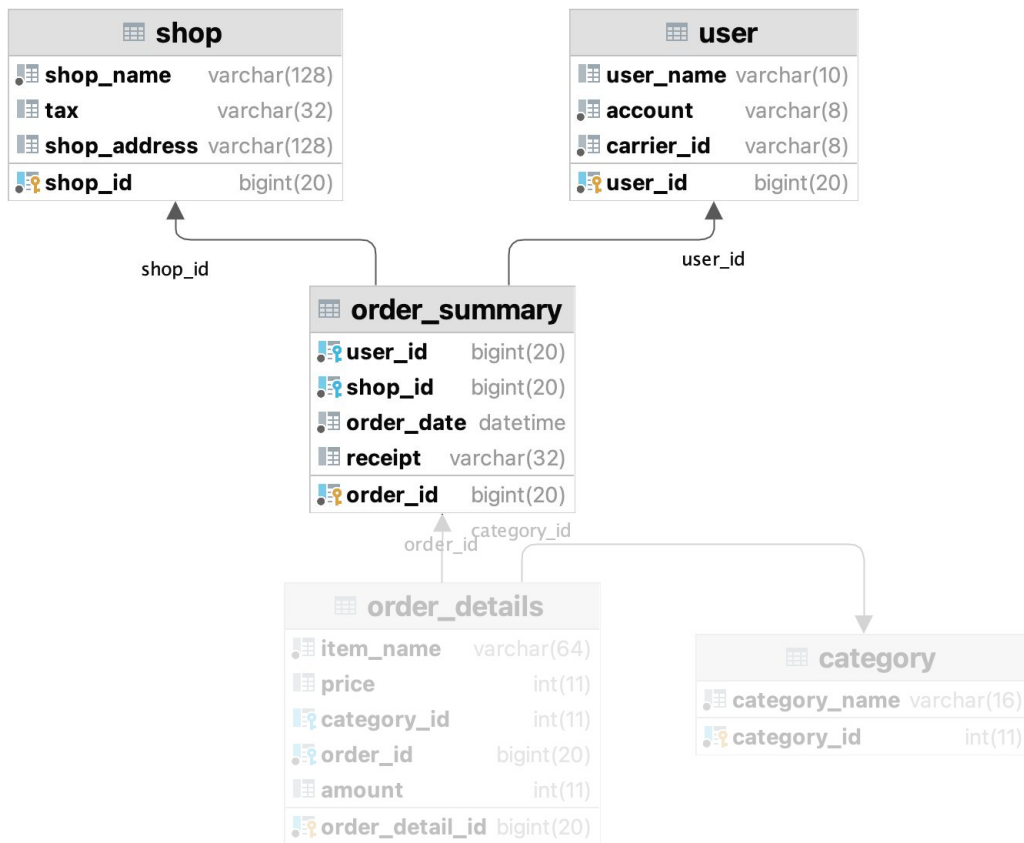 shop
shop_name varchar(128)
tax varchar(32)
shop_address varchar(128)
shop_id bigint(20)
user
user_name varchar(10)
account varchar(8)
carrier_id varchar(8)
user_id bigint(20)
shop_id
user_id
order_summary
user_id bigint(20)
shop_id bigint(20)
order_date datetime
receipt varchar(32)
order_id bigint(20)
category_id
order_id
order_details
item_name varchar(64)
price int(11)
category_id int(11)
order_id bigint(20)
amount int(11)
order_detail_id bigint(20)
category
category_name varchar(16)
category_id int(11)